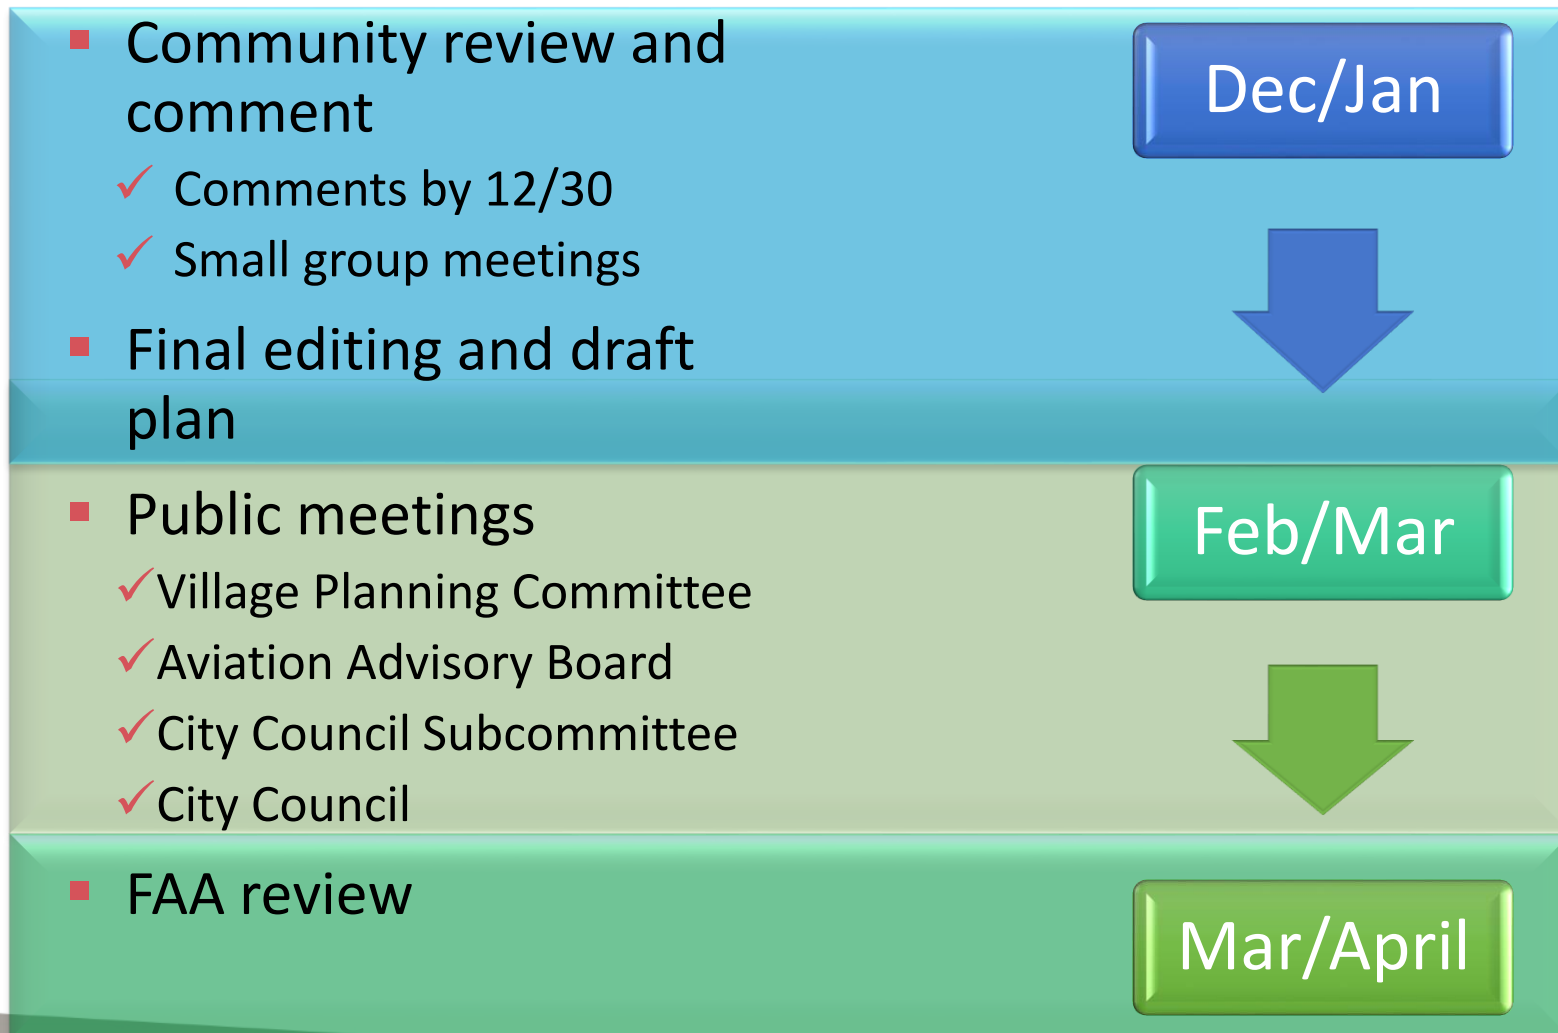 Community review and
comment
Comments by 12/30
Small group meetings
Final editing and draft
plan
Dec/Jan
Public meetings
Village Planning Committee
Aviation Advisory Board
City Council Subcommittee
City Council
Feb/Mar
FAA review
Mar/April